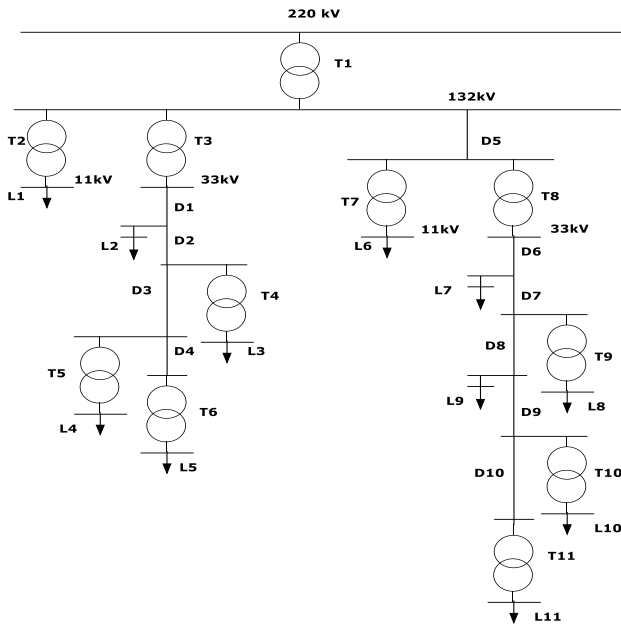 220 kV
T1
132kV
T2
T3
D5
L1
11kV
33kV
T7
T8
D1
L2
D2
L6
11kV
33kV
D6
D3
T4
L7
D7
L3
D4
D8
T9
T5
L9
L8
L4
T6
D9
L5
D10
T10
L10
T11
L11